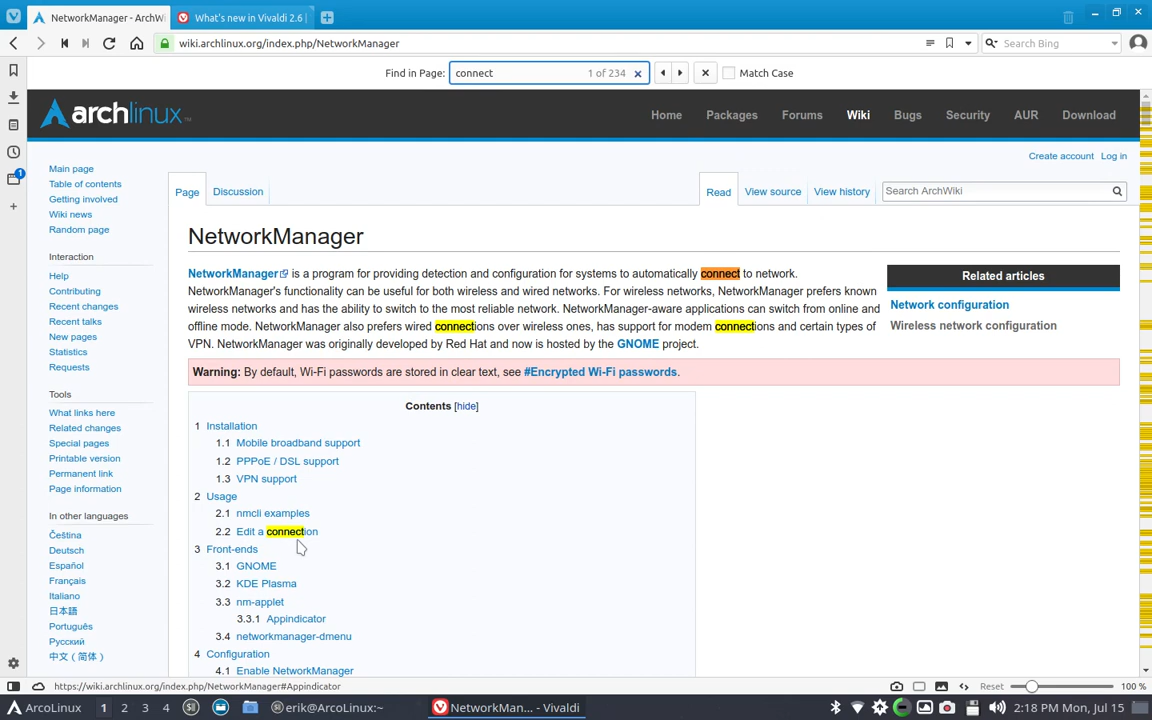 NetworkManager - ArchWi
What's new in Vivaldi 2.6 |
wiki.archlinux.org/index.php/NetworkManager
Search Bing
Find in Page: connect 1 of 234 Match Case
archlinux
Home Packages Forums Wiki Bugs Security AUR Download
Create account Log in
Main page
Table of contents
Getting involved
Wiki news
Random page
Interaction
Help
Contributing
Recent changes
Recent talks
New pages
Statistics
Requests
Tools
What links here
Related changes
Special pages
Printable version
Permanent link
Page information
In other languages
Čeština
Deutsch
Español
Français
Italiano
日本語
Português
Русский
中文（简体）
Page Discussion Read View source View history Search ArchWiki
NetworkManager
NetworkManager is a program for providing detection and configuration for systems to automatically connect to network.
NetworkManager's functionality can be useful for both wireless and wired networks. For wireless networks, NetworkManager prefers known
wireless networks and has the ability to switch to the most reliable network. NetworkManager-aware applications can switch from online and
offline mode. NetworkManager also prefers wired connections over wireless ones, has support for modem connections and certain types of
VPN. NetworkManager was originally developed by Red Hat and now is hosted by the GNOME project.
Related articles
Network configuration
Wireless network configuration
Warning: By default, Wi-Fi passwords are stored in clear text, see #Encrypted Wi-Fi passwords.
Contents [hide]
1 Installation
1.1 Mobile broadband support
1.2 PPPoE / DSL support
1.3 VPN support
2 Usage
2.1 nmcli examples
2.2 Edit a connection
3 Front-ends
3.1 GNOME
3.2 KDE Plasma
3.3 nm-applet
3.3.1 Appindicator
3.4 networkmanager-dmenu
4 Configuration
4.1 Enable NetworkManager
https://wiki.archlinux.org/index.php/NetworkManager#Appindicator
Reset 100 %
ArcoLinux 1 2 3 4 erik@ArcoLinux:~ NetworkMan... - Vivaldi 2:18 PM Mon, Jul 15